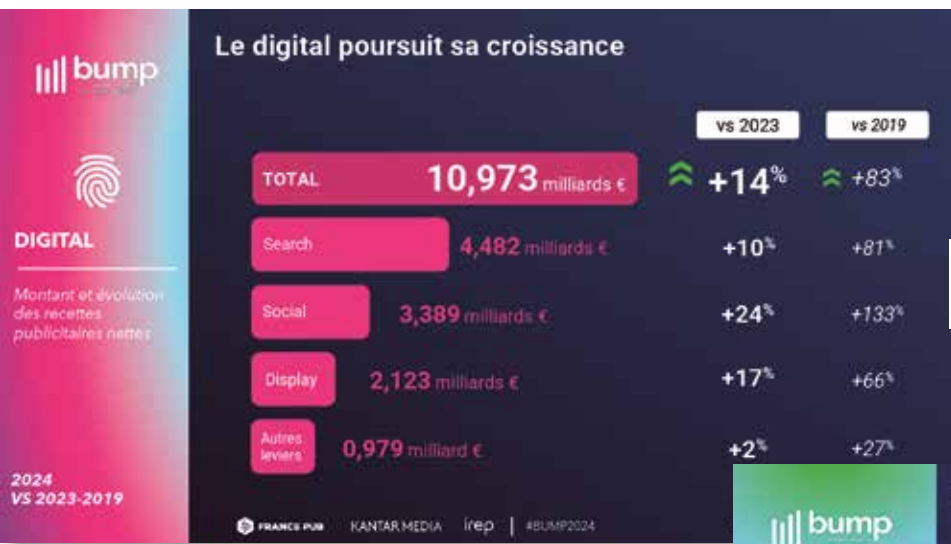 bump
DIGITAL
Montant et évolution
des recettes
publicitaires nettes
2024
VS 2023-2019
Le digital poursuit sa croissance
vs 2023 vs 2019
TOTAL 10,973 milliards € +14% +83%
Search 4,482 milliards € +10% +81%
Social 3,389 milliards € +24% +133%
Display 2,123 milliards € +17% +66%
Autres
leviers 0,979 milliard € +2% +27%
FRANCE PUB KANTAR MEDIA irep | #BUMP2024
bump